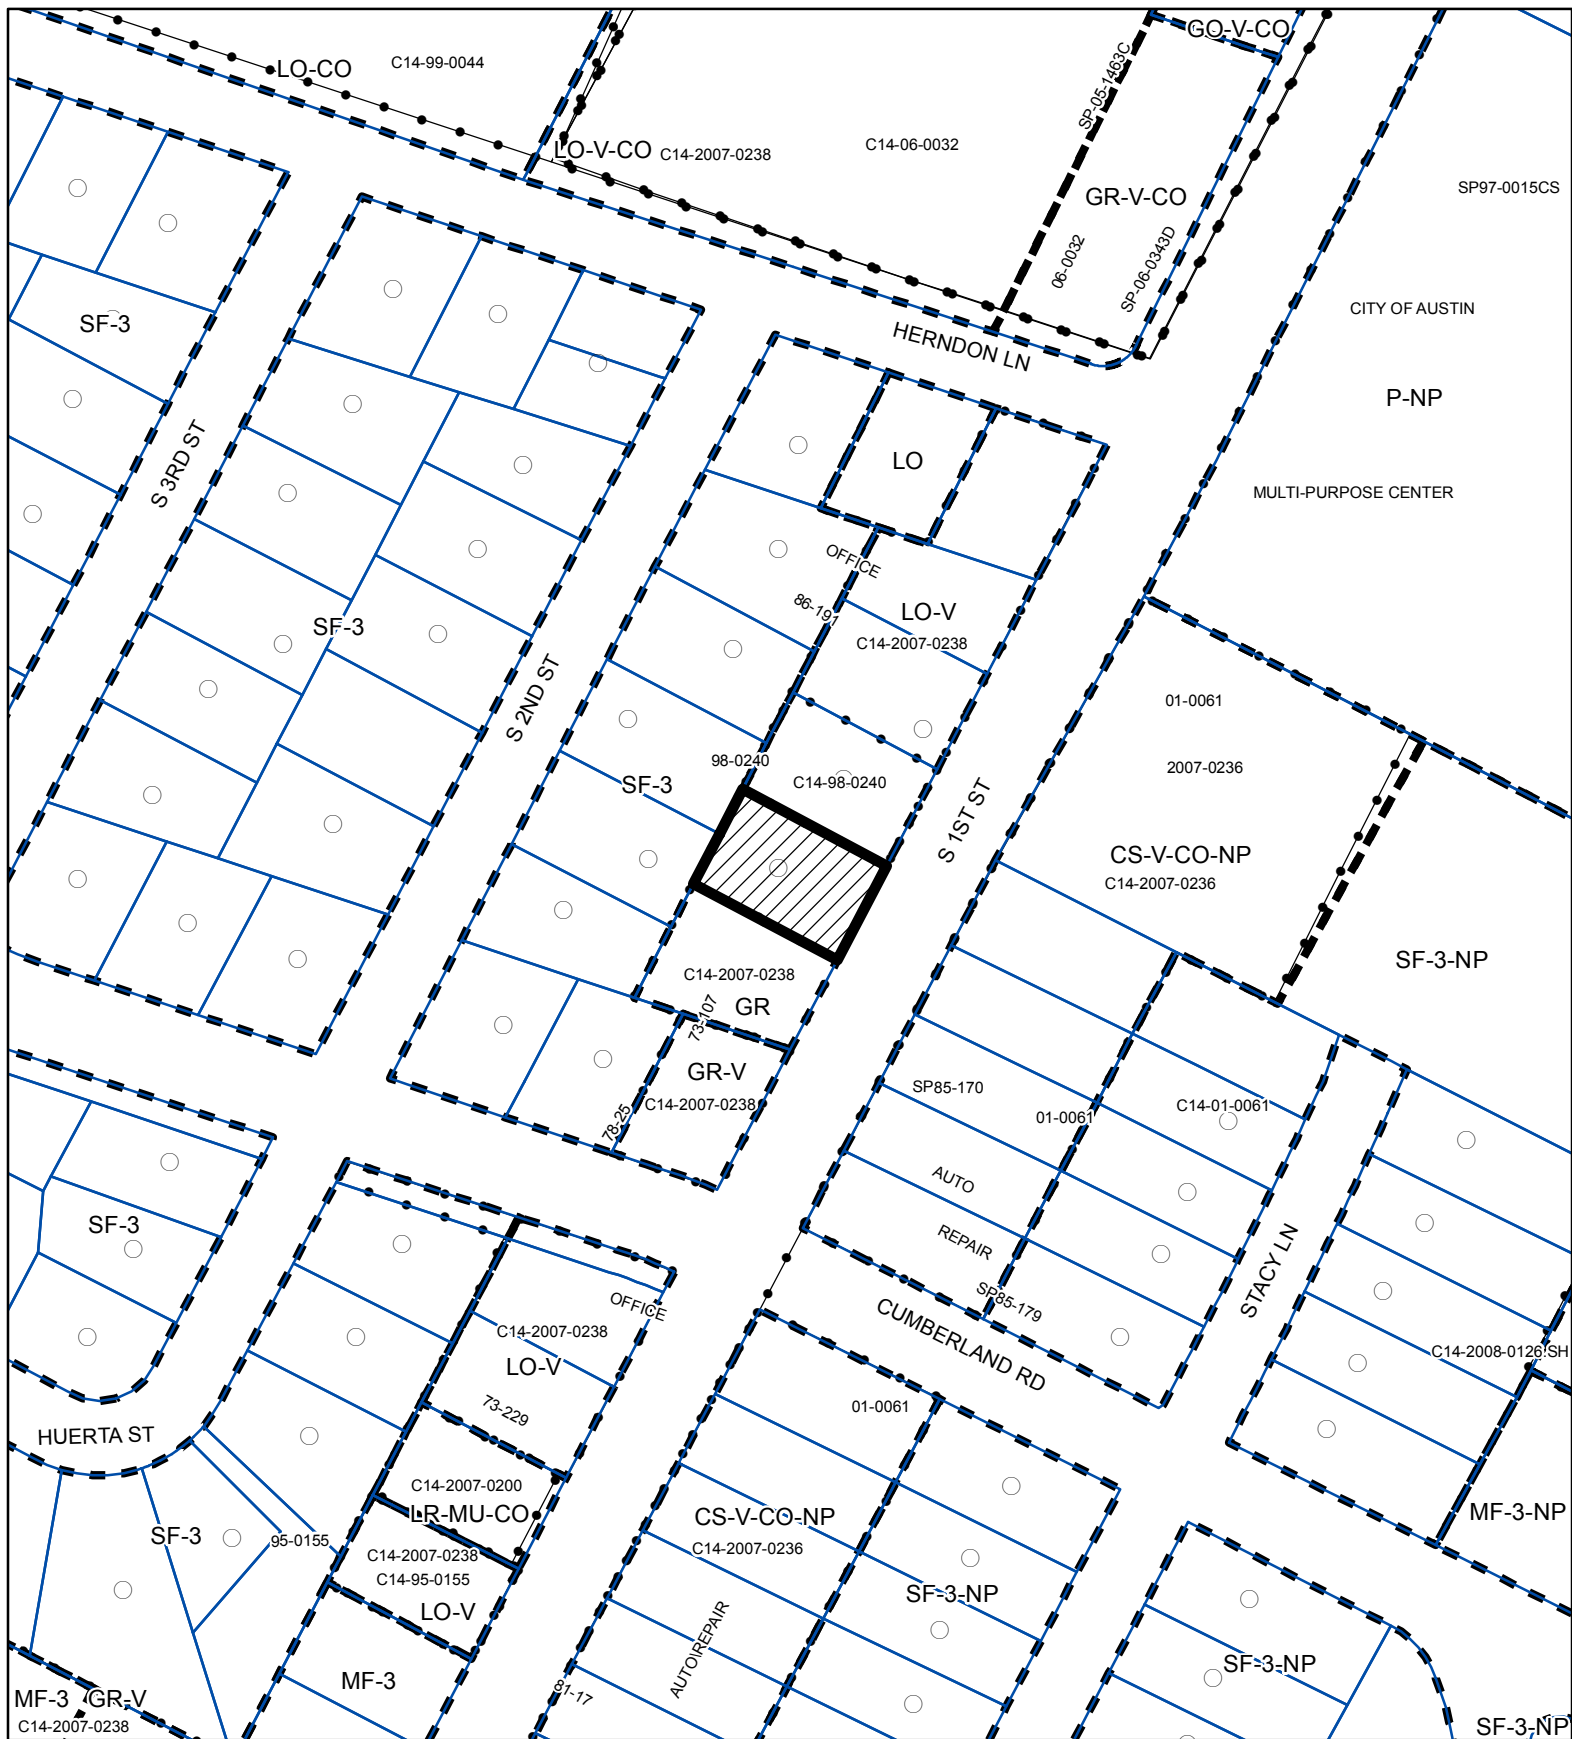 GO-V-CO
LO-CO
C14-99-0044
SP-05-1463C
LO-V-CO
C14-2007-0238
C14-06-0032
SP97-0015CS
GR-V-CO
06-0032
SP-06-0343D
CITY OF AUSTIN
SF-3
HERNDON LN
P-NP
S 3RD ST
LO
MULTI-PURPOSE CENTER
OFFICE
86-191
LO-V
C14-2007-0238
SF-3
S 2ND ST
01-0061
98-0240
C14-98-0240
2007-0236
SF-3
S 1ST ST
CS-V-CO-NP
C14-2007-0236
SF-3-NP
C14-2007-0238
GR
73-107
GR-V
C14-2007-0238
78-25
SP85-170
01-0061
C14-01-0061
AUTO
REPAIR
SP85-179
STACY LN
SF-3
OFFICE
C14-2007-0238
LO-V
73-229
CUMBERLAND RD
C14-2008-0126.SH
01-0061
HUERTA ST
C14-2007-0200
LR-MU-CO
C14-2007-0238
C14-95-0155
LO-V
SF-3
95-0155
CS-V-CO-NP
C14-2007-0236
MF-3-NP
SF-3-NP
AUTO REPAIR
81-17
SF-3-NP
MF-3
MF-3
GR-V
C14-2007-0238
SF-3-NP